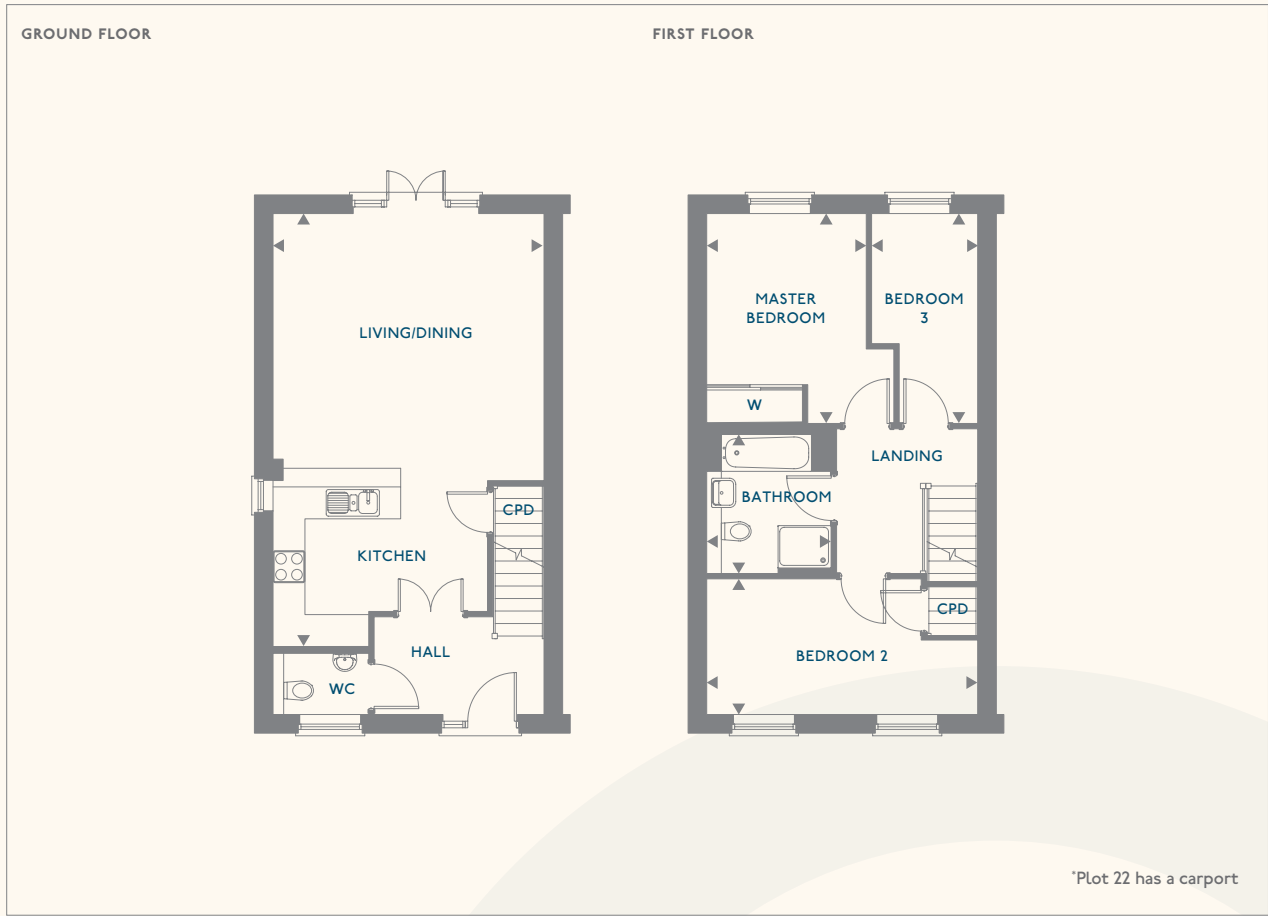 GROUND FLOOR
LIVING/DINING
CPD
KITCHEN
HALL
WC
FIRST FLOOR
MASTER
BEDROOM
BEDROOM
3
W
LANDING
BATHROOM
CPD
BEDROOM 2
*Plot 22 has a carport